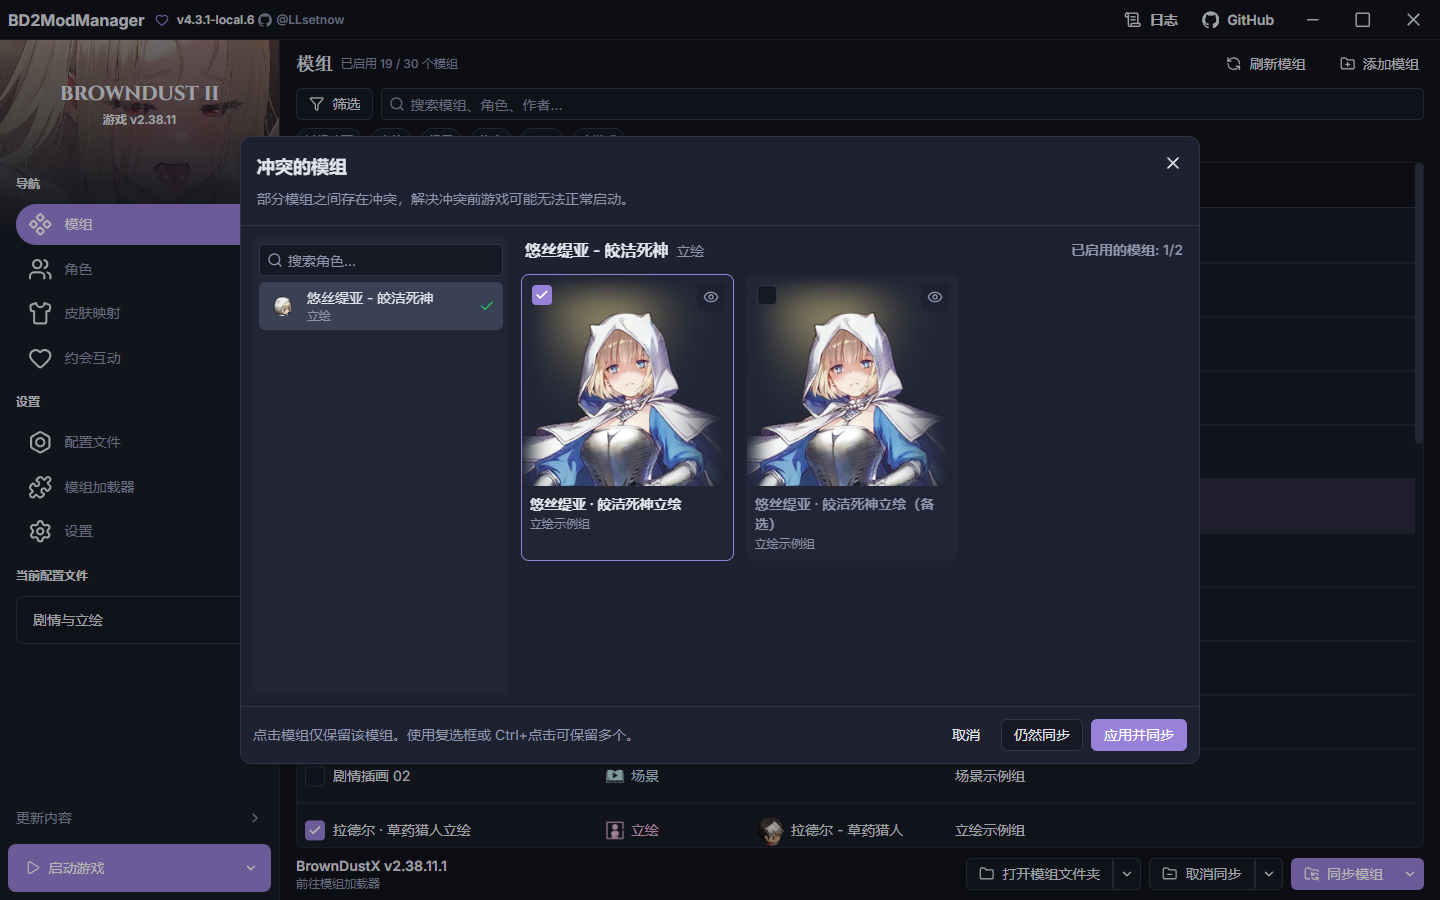 BD2ModManager v4.3.1-local.6 @LLsetnow
日志
GitHub
BROWNDUST II
游戏 v2.38.11
导航
模组
角色
皮肤映射
约会互动
设置
配置文件
模组加载器
设置
当前配置文件
剧情与立绘
更新内容
启动游戏
模组 已启用 19 / 30 个模组
刷新模组
添加模组
筛选
搜索模组、角色、作者...
冲突的模组
部分模组之间存在冲突，解决冲突前游戏可能无法正常启动。
搜索角色...
悠丝缇亚 - 皎洁死神
立绘
悠丝缇亚 - 皎洁死神 立绘
已启用的模组: 1/2
悠丝缇亚 · 皎洁死神立绘
立绘示例组
悠丝缇亚 · 皎洁死神立绘（备
选）
立绘示例组
点击模组仅保留该模组。使用复选框或 Ctrl+点击可保留多个。
取消
仍然同步
应用并同步
剧情插画 02
场景
场景示例组
拉德尔 · 草药猎人立绘
立绘
拉德尔 - 草药猎人
立绘示例组
BrownDustX v2.38.11.1
前往模组加载器
打开模组文件夹
取消同步
同步模组